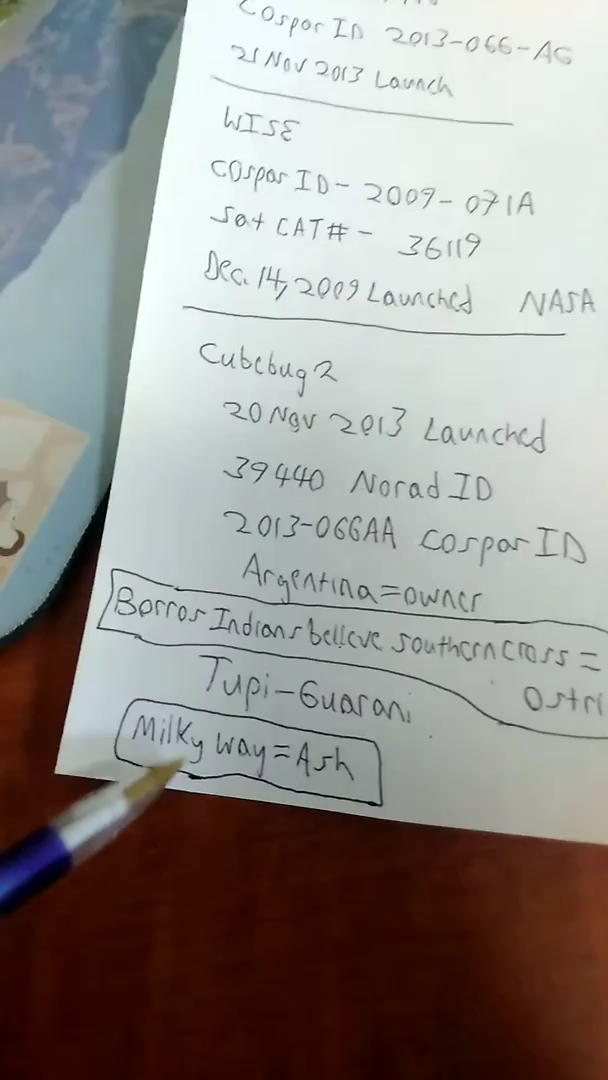 Cospar ID 2013-066-AG
21 Nov 2013 Launch
WISE
Cospar ID - 2009-071A
Sat CAT# - 36119
Dec. 14, 2009 Launched NASA
Cubebug 2
20 Nov 2013 Launched
39440 Norad ID
2013-066AA Cospar ID
Argentina = owner
Borros Indians believe southern cross =
Ostri
Tupi-Guarani
Milky Way = Ash